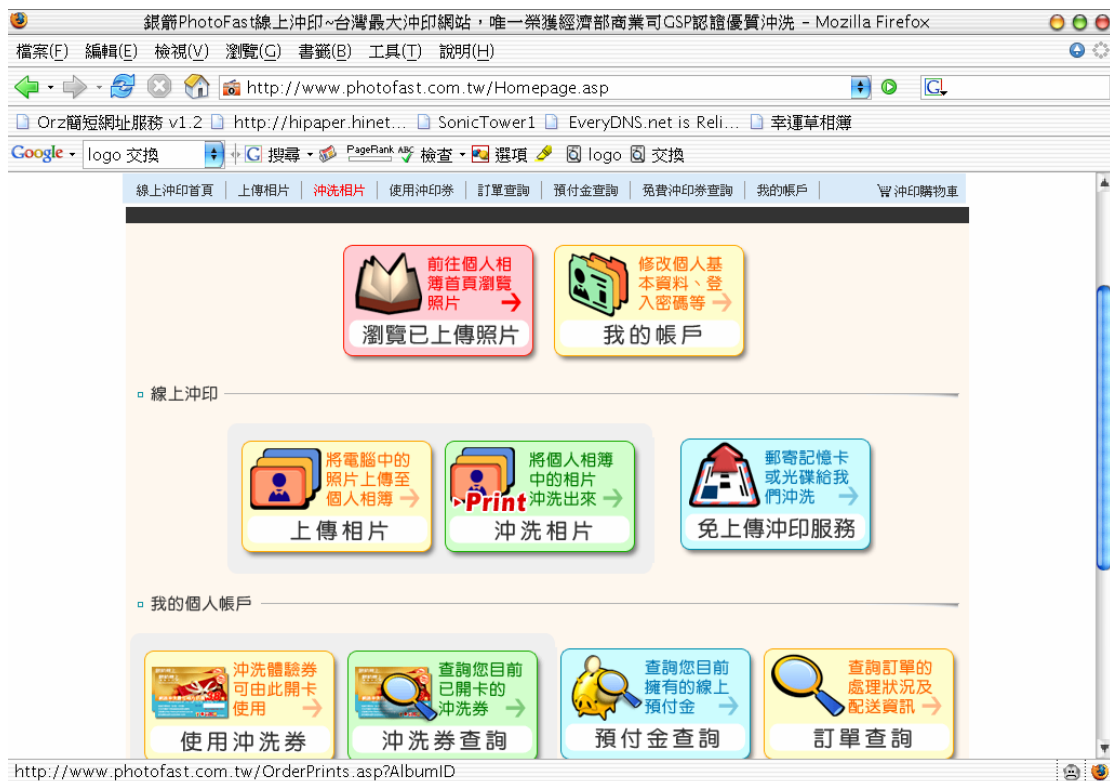 銀箭PhotoFast線上沖印~台灣最大沖印網站，唯一榮獲經濟部商業司GSP認證優質沖洗 - Mozilla Firefox
檔案(F) 編輯(E) 檢視(V) 瀏覽(G) 書籤(B) 工具(T) 說明(H)
http://www.photofast.com.tw/Homepage.asp
Orz簡短網址服務 v1.2 http://hipaper.hinet... SonicTower1 EveryDNS.net is Reli... 幸運草相簿
Google logo 交換 搜尋 PageRank ABC 檢查 選項 logo 交換
線上沖印首頁 上傳相片 沖洗相片 使用沖印券 訂單查詢 預付金查詢 免費沖印券查詢 我的帳戶 沖印購物車
前往個人相
簿首頁瀏覽
照片
瀏覽已上傳照片
修改個人基
本資料、登
入密碼等
我的帳戶
線上沖印
將電腦中的
照片上傳至
個人相簿
上傳相片
將個人相簿
中的相片
沖洗出來
Print
沖洗相片
郵寄記憶卡
或光碟給我
們沖洗
免上傳沖印服務
我的個人帳戶
沖洗體驗券
可由此開卡
使用
使用沖洗券
查詢您目前
已開卡的
沖洗券
沖洗券查詢
查詢您目前
擁有的線上
預付金
預付金查詢
查詢訂單的
處理狀況及
配送資訊
訂單查詢
http://www.photofast.com.tw/OrderPrints.asp?AlbumID